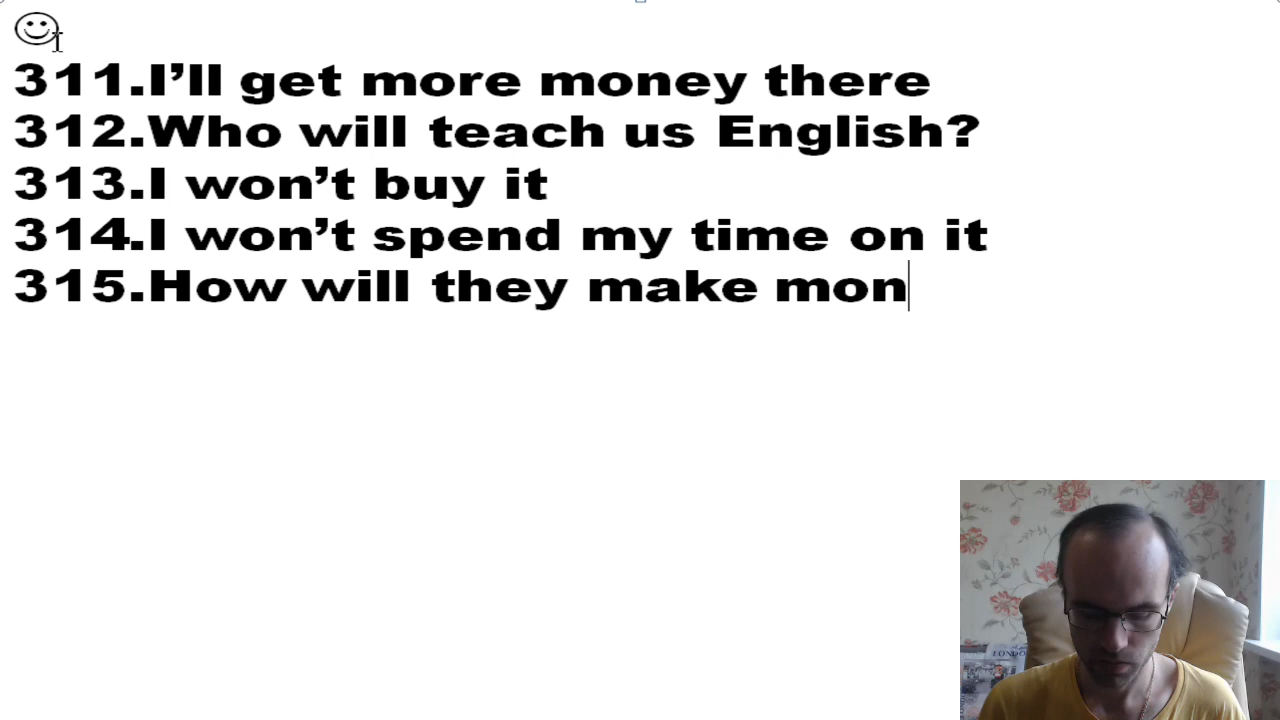 311.I’ll get more money there
312.Who will teach us English?
313.I won’t buy it
314.I won’t spend my time on it
315.How will they make mon
LONDON